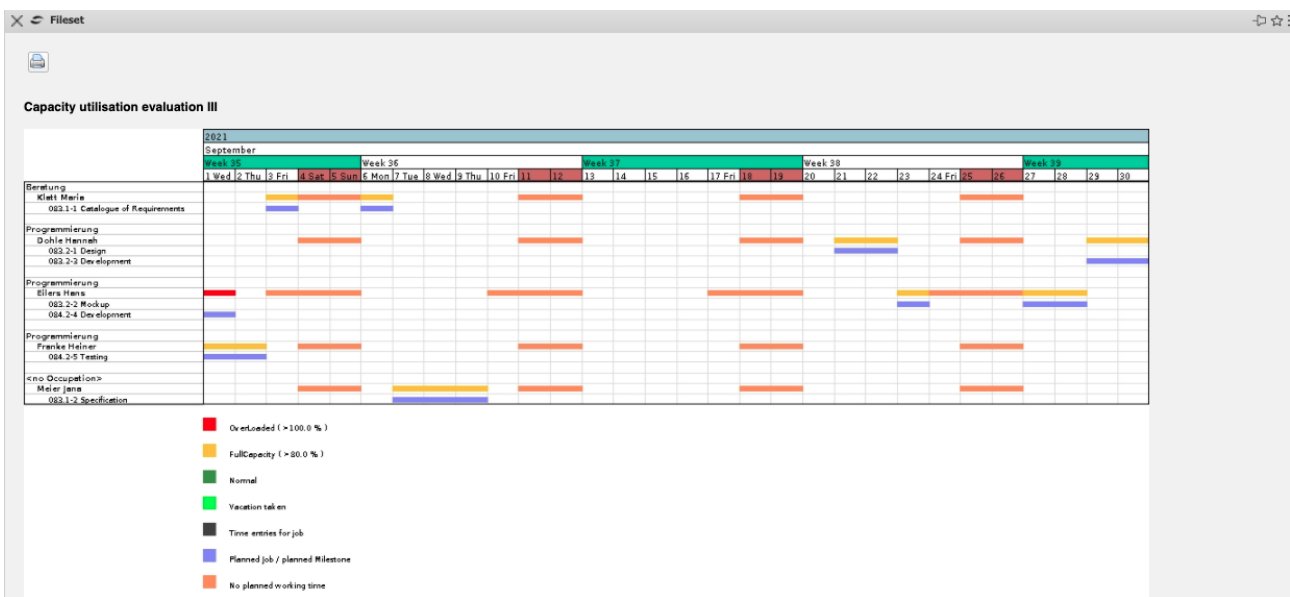 Fileset
Capacity utilisation evaluation III
2021
September
Week 35 Week 36 Week 37 Week 38 Week 39
1 Wed 2 Thu 3 Fri 4 Sat 5 Sun 6 Mon 7 Tue 8 Wed 9 Thu 10 Fri 11 12 13 14 15 16 17 Fri 18 19 20 21 22 23 24 Fri 25 26 27 28 29 30
Beratung
Klatt Maria
083.1-1 Catalogue of Requirements
Programmierung
Dohle Hannah
083.2-1 Design
083.2-3 Development
Programmierung
Eilers Hans
083.2-2 Mockup
084.2-4 Development
Programmierung
Franke Heiner
084.2-5 Testing
<no Occupation>
Meier Jana
083.1-2 Specification
OverLoaded ( >100.0 % )
FullCapacity ( >80.0 % )
Normal
Vacation taken
Time entries for job
Planned Job / planned Milestone
No planned working time